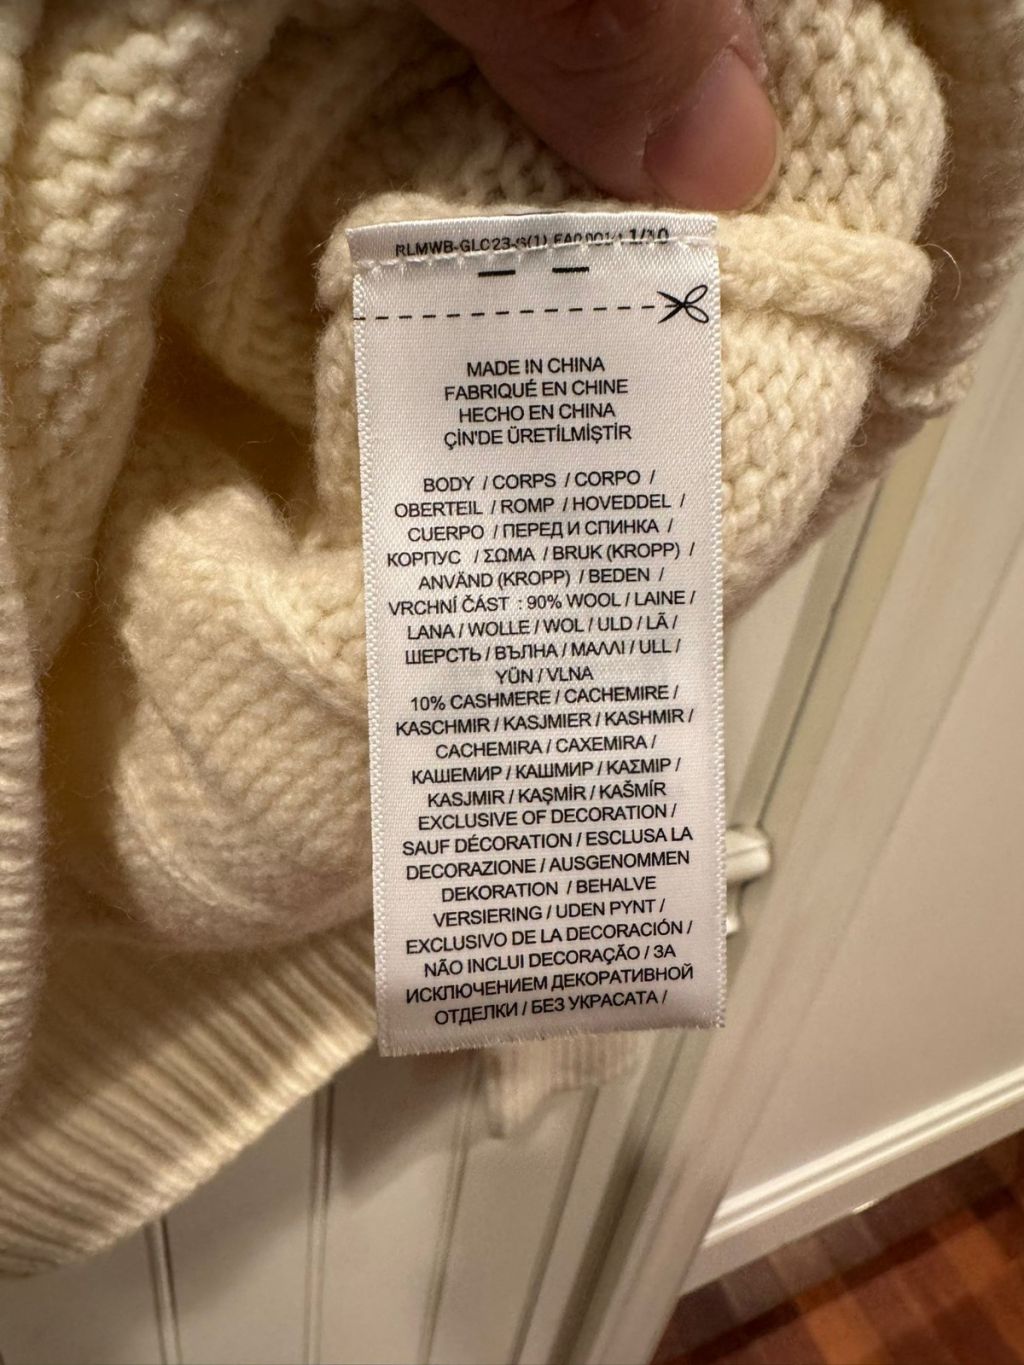 RLMWB-GLC23- 1/10
MADE IN CHINA
FABRIQUÉ EN CHINE
HECHO EN CHINA
ÇİN'DE ÜRETİLMİŞTİR
BODY / CORPS / CORPO /
OBERTEIL / ROMP / HOVEDDEL /
CUERPO / ПЕРЕД И СПИНКА /
КОРПУС / ΣΩΜΑ / BRUK (KROPP) /
ANVÄND (KROPP) / BEDEN /
VRCHNÍ ČÁST : 90% WOOL / LAINE /
LANA / WOLLE / WOL / ULD / LÃ /
ШЕРСТЬ / ВЪЛНА / ΜΑΛΛΙ / ULL /
YÜN / VLNA
10% CASHMERE / CACHEMIRE /
KASCHMIR / KASJMIER / KASHMIR /
CACHEMIRA / CAXEMIRA /
КАШЕМИР / КАШМИР / ΚΑΣΜΙΡ /
KASJMIR / KAŞMİR / KAŠMÍR
EXCLUSIVE OF DECORATION /
SAUF DÉCORATION / ESCLUSA LA
DECORAZIONE / AUSGENOMMEN
DEKORATION / BEHALVE
VERSIERING / UDEN PYNT /
EXCLUSIVO DE LA DECORACIÓN /
NÃO INCLUI DECORAÇÃO / ЗА
ИСКЛЮЧЕНИЕМ ДЕКОРАТИВНОЙ
ОТДЕЛКИ / БЕЗ УКРАСАТА /